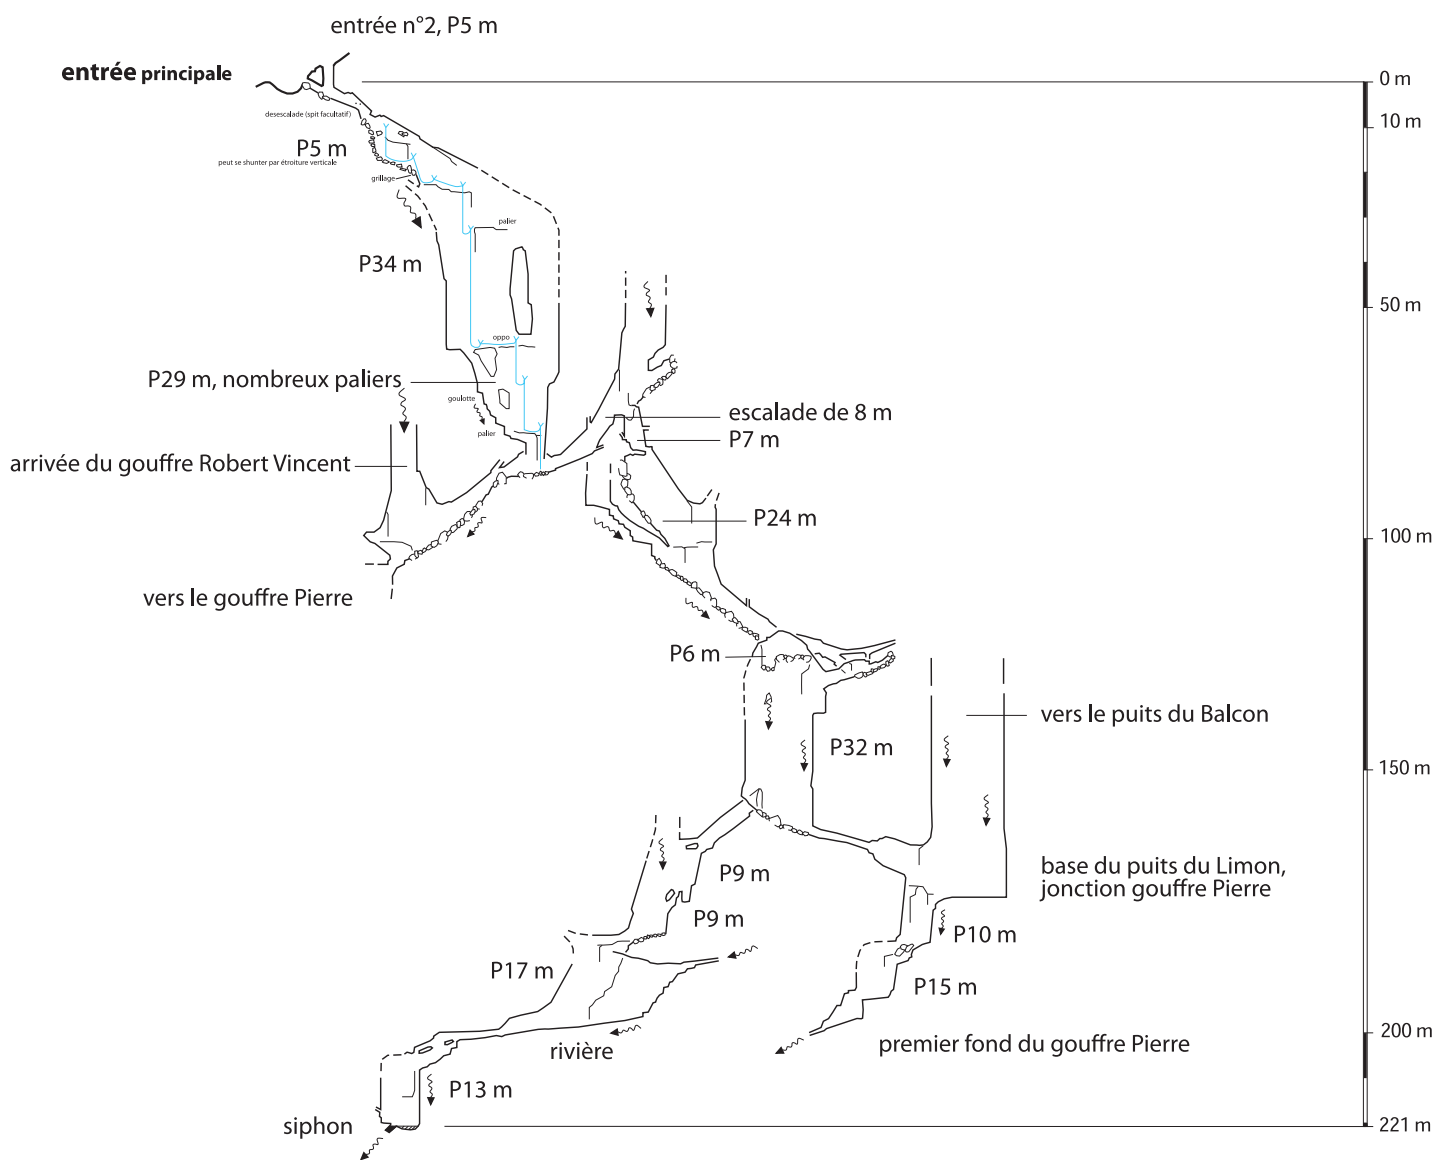 entrée n°2, P5 m
entrée principale
0 m
desescalade (spit facultatif)
10 m
P5 m
peut se shunter par étroiture verticale
grillage
palier
P34 m
50 m
oppo
P29 m, nombreux paliers
goulotte
escalade de 8 m
palier
P7 m
arrivée du gouffre Robert Vincent
P24 m
100 m
vers le gouffre Pierre
P6 m
vers le puits du Balcon
P32 m
150 m
P9 m
base du puits du Limon,
jonction gouffre Pierre
P9 m
P10 m
P17 m
P15 m
200 m
rivière
premier fond du gouffre Pierre
P13 m
siphon
221 m